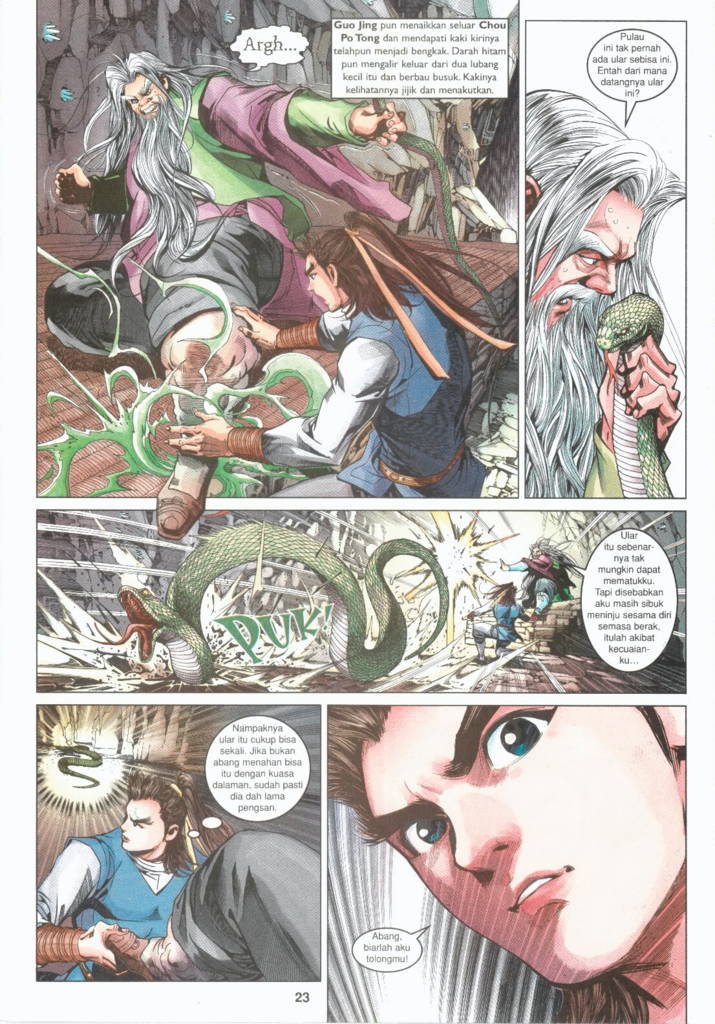 Argh...
Guo Jing pun menaikkan seluar Chou
Po Tong dan mendapati kaki kirinya
telahpun menjadi bengkak. Darah hitam
pun mengalir keluar dari dua lubang
kecil itu dan berbau busuk. Kakinya
kelihatannya jijik dan menakutkan.
Pulau
ini tak pernah
ada ular sebisa ini.
Entah dari mana
datangnya ular
ini?
PUK!
Ular
itu sebenar-
nya tak
mungkin dapat
mematukku.
Tapi disebabkan
aku masih sibuk
meninju sesama diri
semasa berak,
itulah akibat
kecuaian-
ku...
Nampaknya
ular itu cukup bisa
sekali. Jika bukan
abang menahan bisa
itu dengan kuasa
dalaman, sudah pasti
dia dah lama
pengsan.
Abang,
biarlah aku
tolongmu!
23